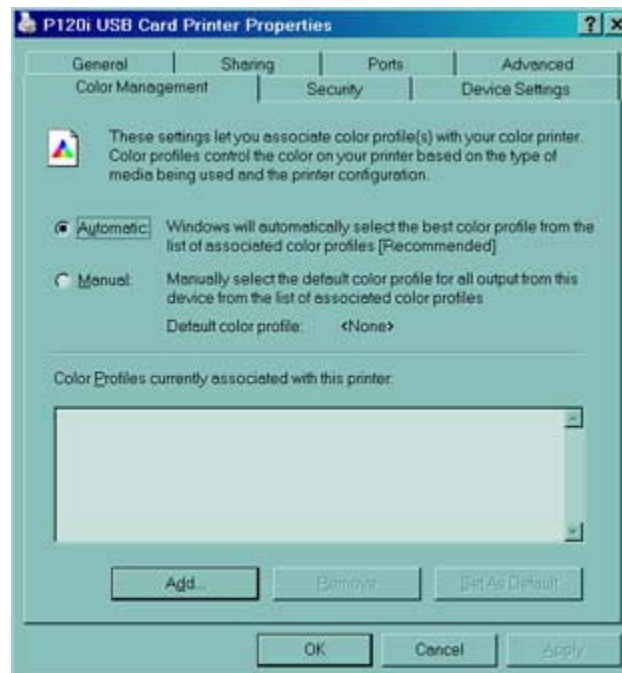 P120i USB Card Printer Properties
General Sharing Ports Advanced
Color Management Security Device Settings
These settings let you associate color profile(s) with your color printer.
Color profiles control the color on your printer based on the type of
media being used and the printer configuration.
Automatic: Windows will automatically select the best color profile from the
list of associated color profiles [Recommended]
Manual: Manually select the default color profile for all output from this
device from the list of associated color profiles
Default color profile: <None>
Color Profiles currently associated with this printer:
Add... Remove Set As Default...
OK Cancel Apply